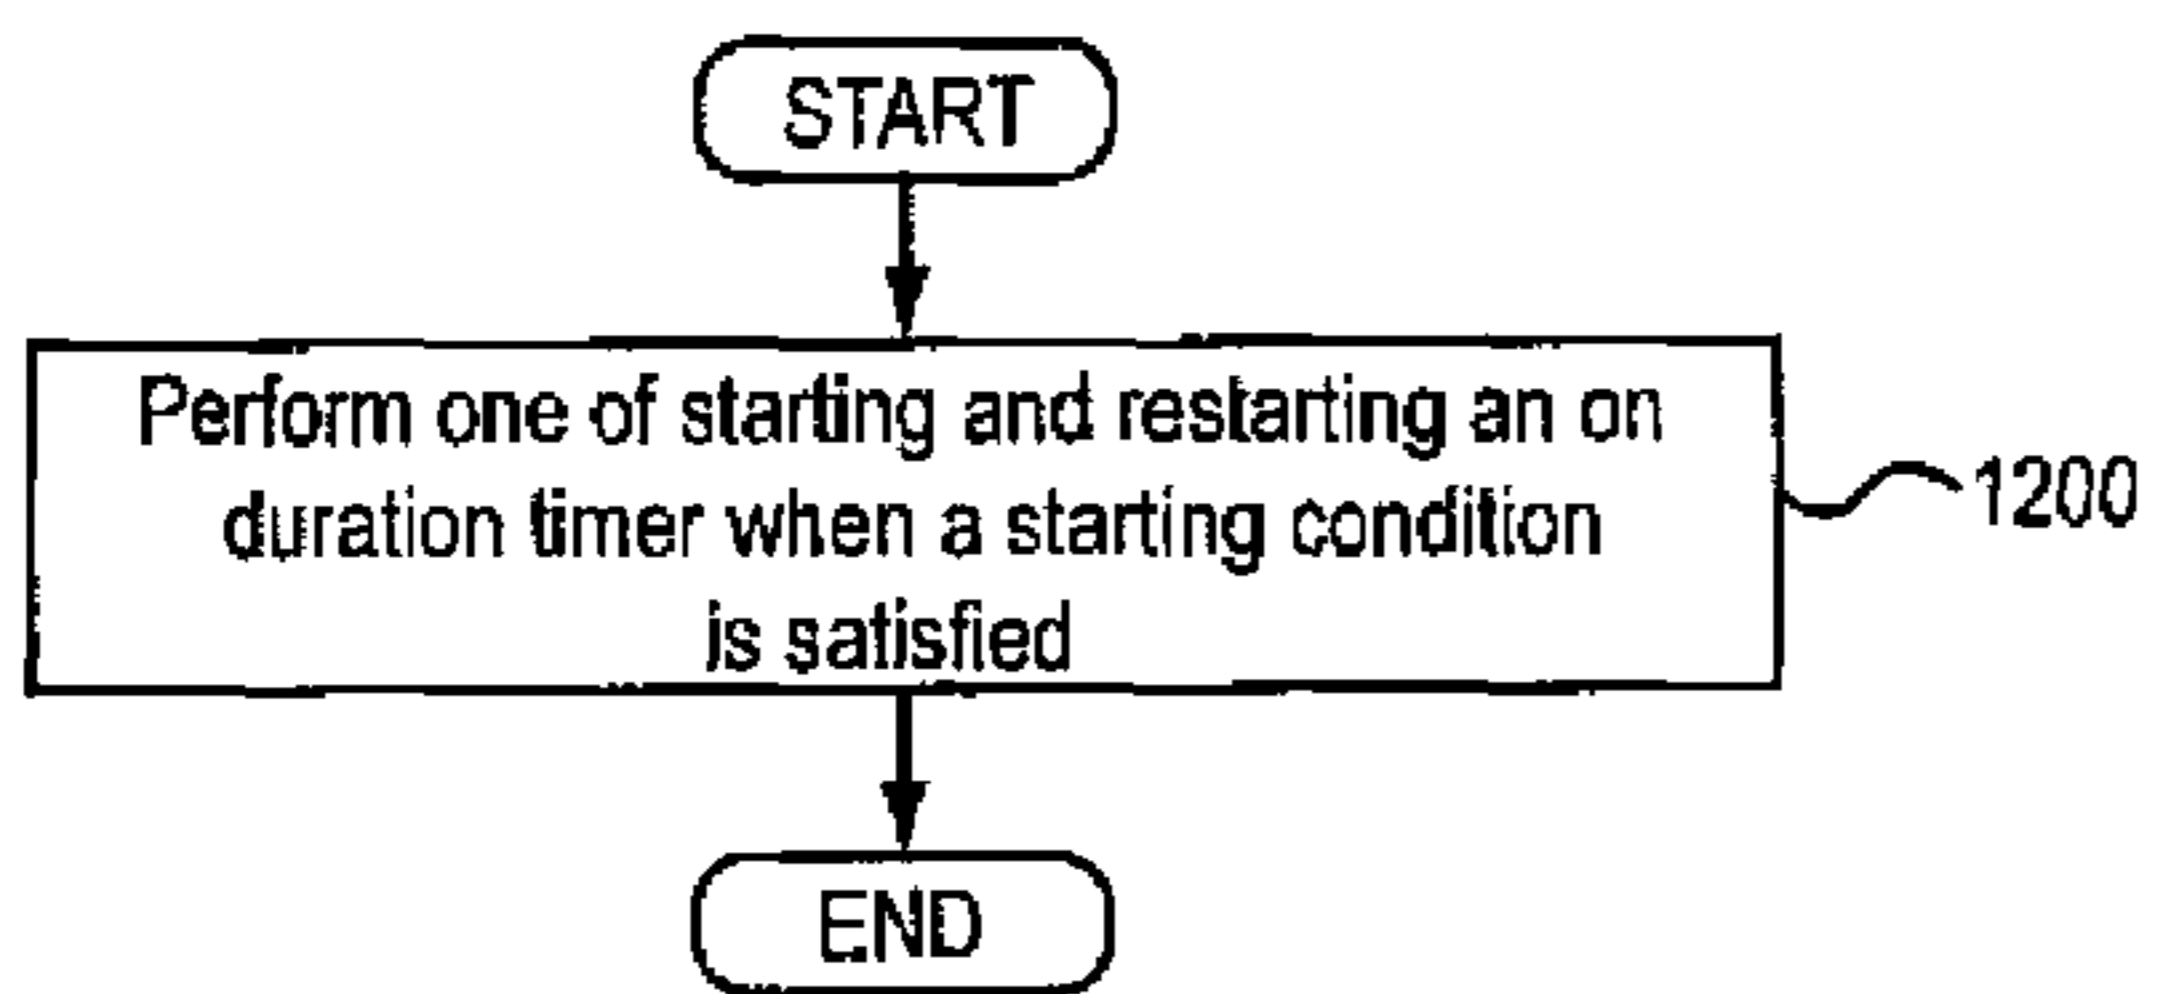 START
Perform one of starting and restarting an on
duration timer when a starting condition
is satisfied
1200
END